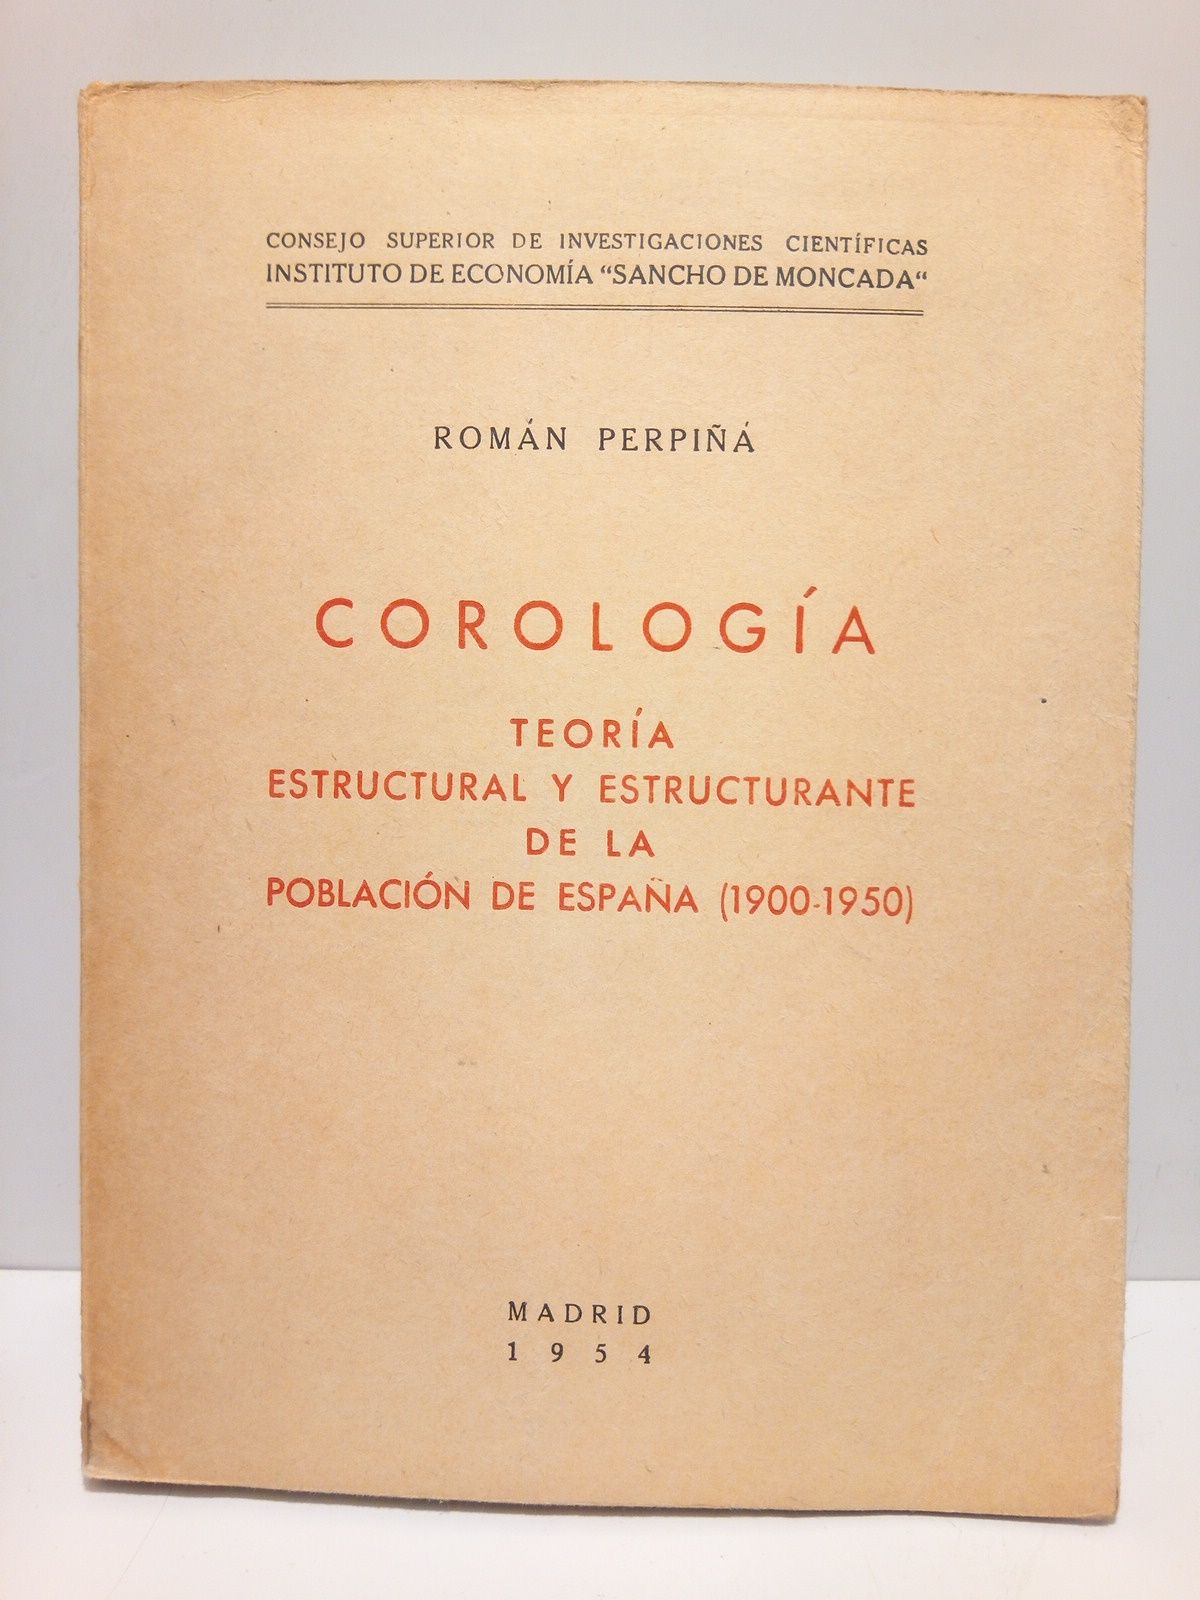 CONSEJO SUPERIOR DE INVESTIGACIONES CIENTÍFICAS
INSTITUTO DE ECONOMÍA “SANCHO DE MONCADA“
ROMÁN PERPIÑÁ
COROLOGÍA
TEORÍA
ESTRUCTURAL Y ESTRUCTURANTE
DE LA
POBLACIÓN DE ESPAÑA (1900-1950)
MADRID
1954